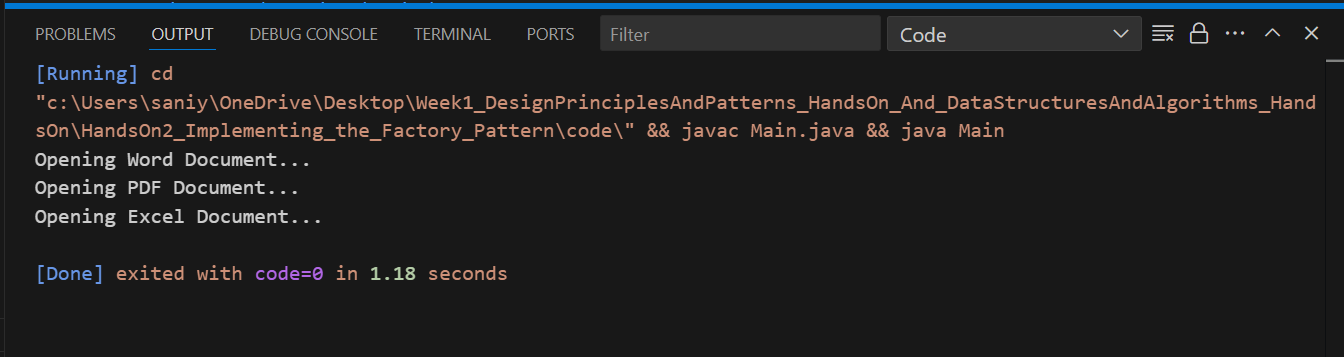 PROBLEMS OUTPUT DEBUG CONSOLE TERMINAL PORTS Filter Code
[Running] cd
"c:\Users\saniy\OneDrive\Desktop\Week1_DesignPrinciplesAndPatterns_HandsOn_And_DataStructuresAndAlgorithms_Hand
sOn\HandsOn2_Implementing_the_Factory_Pattern\code\" && javac Main.java && java Main
Opening Word Document...
Opening PDF Document...
Opening Excel Document...
[Done] exited with code=0 in 1.18 seconds